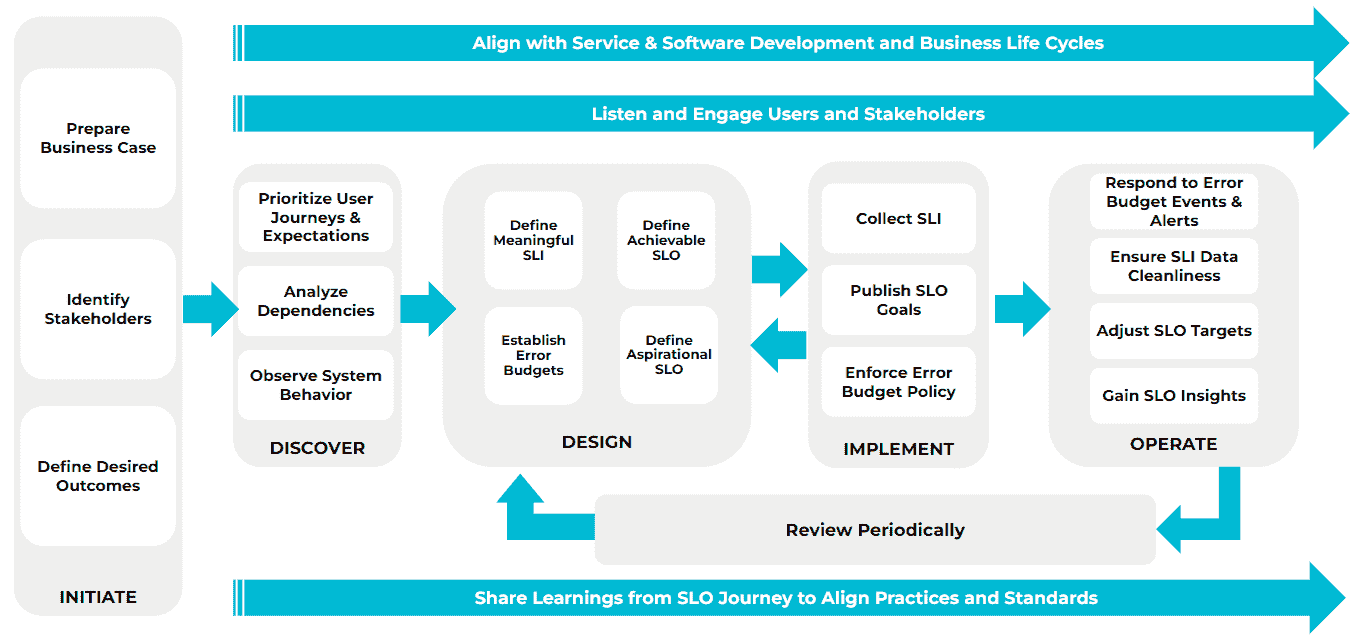 Align with Service & Software Development and Business Life Cycles
Listen and Engage Users and Stakeholders
Prepare
Business Case
Identify
Stakeholders
Define Desired
Outcomes
INITIATE
Prioritize User
Journeys &
Expectations
Analyze
Dependencies
Observe System
Behavior
DISCOVER
Define
Meaningful
SLI
Define
Achievable
SLO
Establish
Error
Budgets
Define
Aspirational
SLO
DESIGN
Collect SLI
Publish SLO
Goals
Enforce Error
Budget Policy
IMPLEMENT
Respond to Error
Budget Events &
Alerts
Ensure SLI Data
Cleanliness
Adjust SLO Targets
Gain SLO Insights
OPERATE
Review Periodically
Share Learnings from SLO Journey to Align Practices and Standards